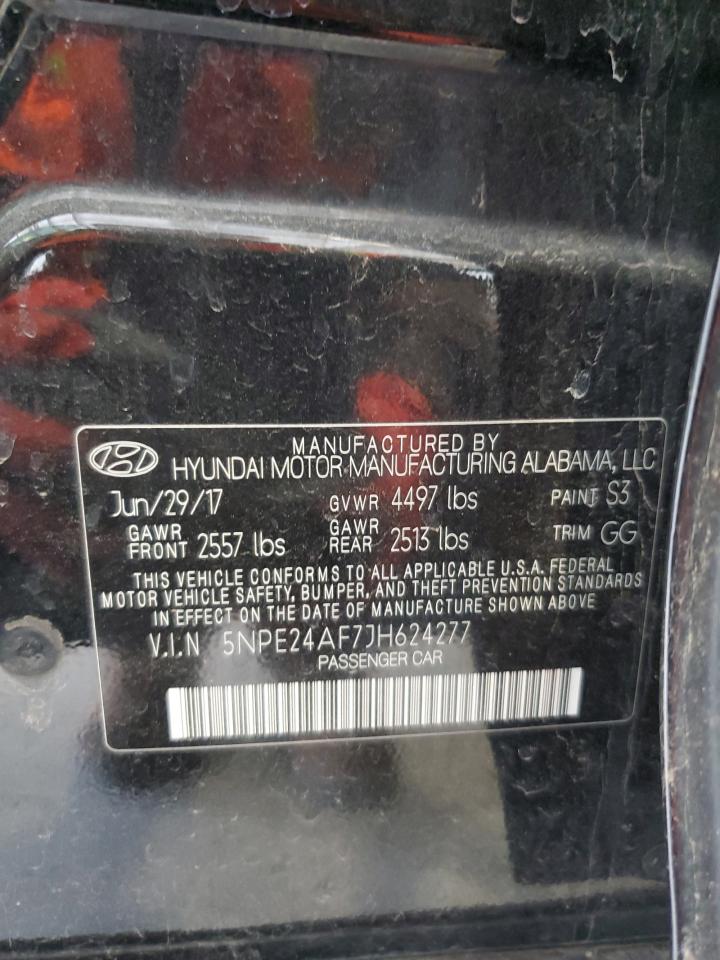 MANUFACTURED BY
HYUNDAI MOTOR MANUFACTURING ALABAMA, LLC
Jun/29/17 GVWR 4497 lbs PAINT S3
GAWR FRONT 2557 lbs GAWR REAR 2513 lbs TRIM GG
THIS VEHICLE CONFORMS TO ALL APPLICABLE U.S.A. FEDERAL
MOTOR VEHICLE SAFETY, BUMPER, AND THEFT PREVENTION STANDARDS
IN EFFECT ON THE DATE OF MANUFACTURE SHOWN ABOVE
V.I.N 5NPE24AF7JH624277
PASSENGER CAR